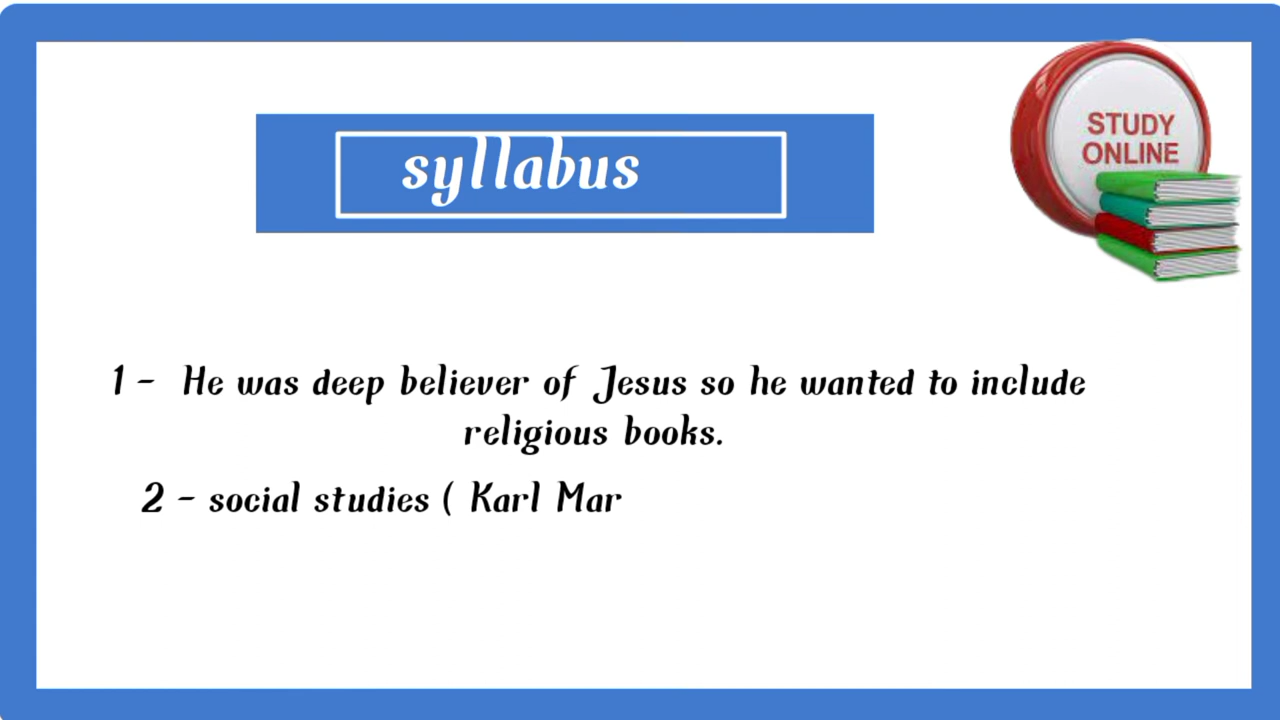 STUDY
ONLINE
syllabus
1 - He was deep believer of Jesus so he wanted to include
religious books.
2 - social studies ( Karl Mar